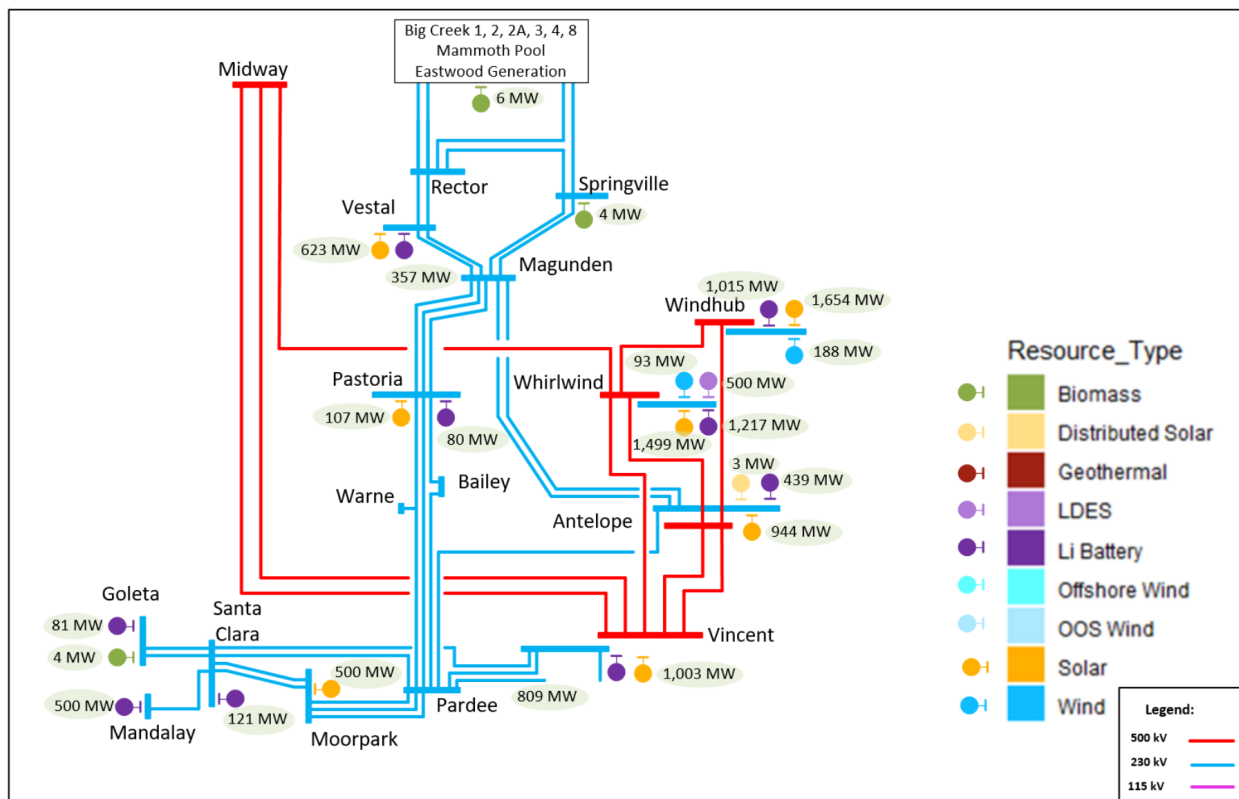 Big Creek 1, 2, 2A, 3, 4, 8
Mammoth Pool
Eastwood Generation
Midway
6 MW
Rector
Springville
Vestal
4 MW
623 MW
357 MW
Magunden
1,015 MW
Windhub
1,654 MW
188 MW
93 MW
Pastoria
Whirlwind
500 MW
107 MW
80 MW
1,217 MW
1,499 MW
3 MW
Bailey
439 MW
Warne
Antelope
944 MW
Goleta
Santa
Clara
81 MW
Vincent
4 MW
500 MW
1,003 MW
Pardee
809 MW
500 MW
121 MW
Mandalay
Moorpark
Resource_Type
Biomass
Distributed Solar
Geothermal
LDES
Li Battery
Offshore Wind
OOS Wind
Solar
Wind
Legend:
500 kV
230 kV
115 kV